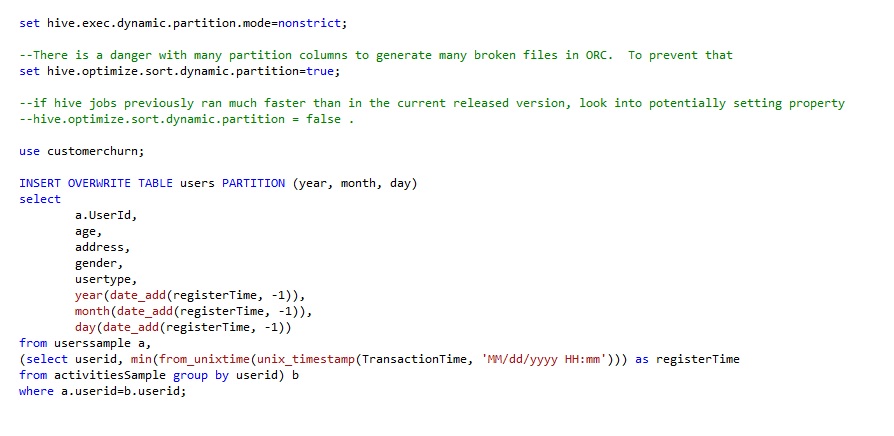 set hive.exec.dynamic.partition.mode=nonstrict;
--There is a danger with many partition columns to generate many broken files in ORC.  To prevent that
set hive.optimize.sort.dynamic.partition=true;
--if hive jobs previously ran much faster than in the current released version, look into potentially setting property
--hive.optimize.sort.dynamic.partition = false .
use customerchurn;
INSERT OVERWRITE TABLE users PARTITION (year, month, day)
select
        a.UserId,
        age,
        address,
        gender,
        usertype,
        year(date_add(registerTime, -1)),
        month(date_add(registerTime, -1)),
        day(date_add(registerTime, -1))
from userssample a,
(select userid, min(from_unixtime(unix_timestamp(TransactionTime, 'MM/dd/yyyy HH:mm'))) as registerTime
from activitiesSample group by userid) b
where a.userid=b.userid;